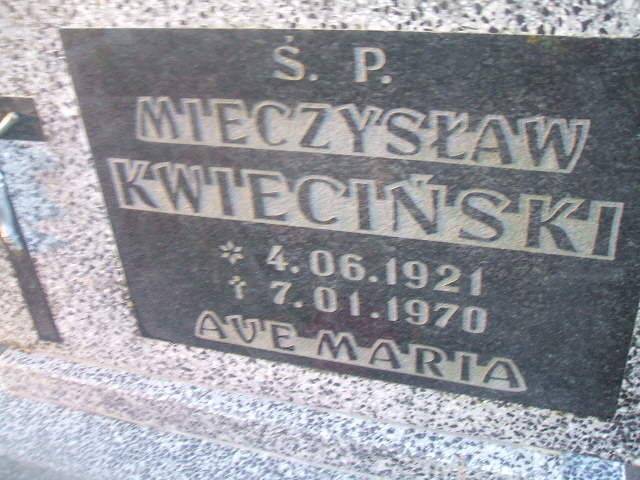 Ś. P.
MIECZYSŁAW
KWIECIŃSKI
* 4.06.1921
† 7.01.1970
AVE MARIA